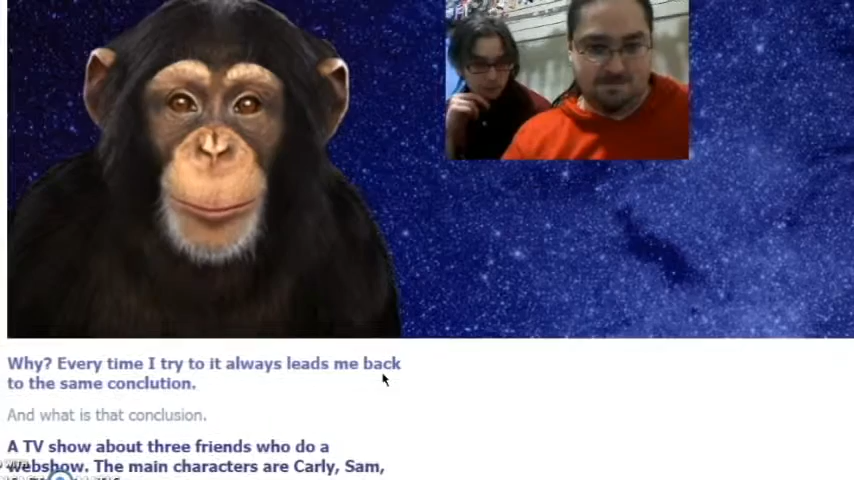 Why? Every time I try to it always leads me back
to the same conclution.
And what is that conclusion.
A TV show about three friends who do a
webshow. The main characters are Carly, Sam,